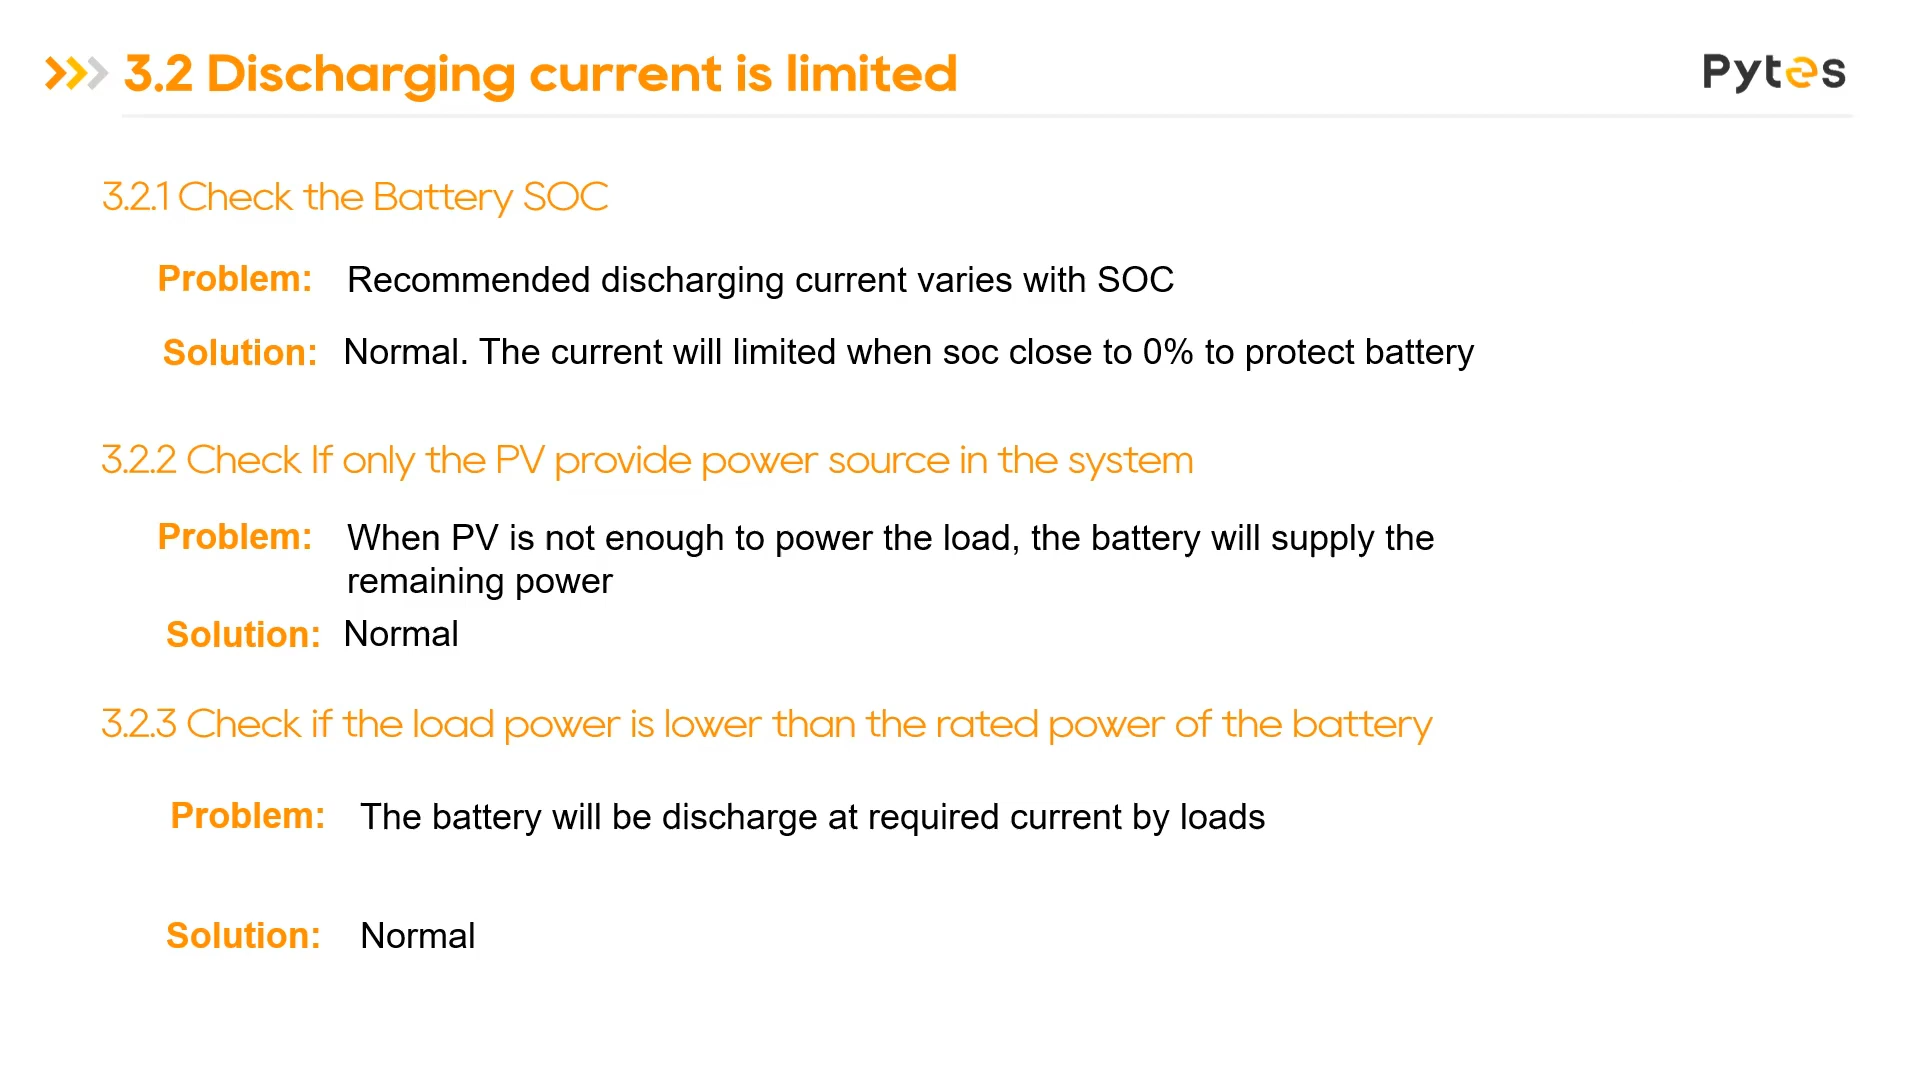 3.2 Discharging current is limited
Pytes
3.2.1 Check the Battery SOC
Problem: Recommended discharging current varies with SOC
Solution: Normal. The current will limited when soc close to 0% to protect battery
3.2.2 Check If only the PV provide power source in the system
Problem: When PV is not enough to power the load, the battery will supply the
remaining power
Solution: Normal
3.2.3 Check if the load power is lower than the rated power of the battery
Problem: The battery will be discharge at required current by loads
Solution: Normal